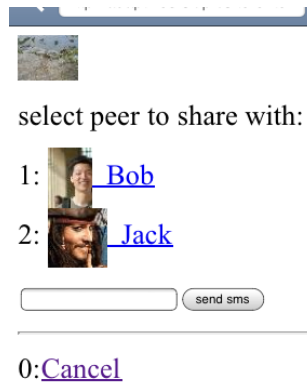 select peer to share with:
1: Bob
2: Jack
send sms
0:Cancel